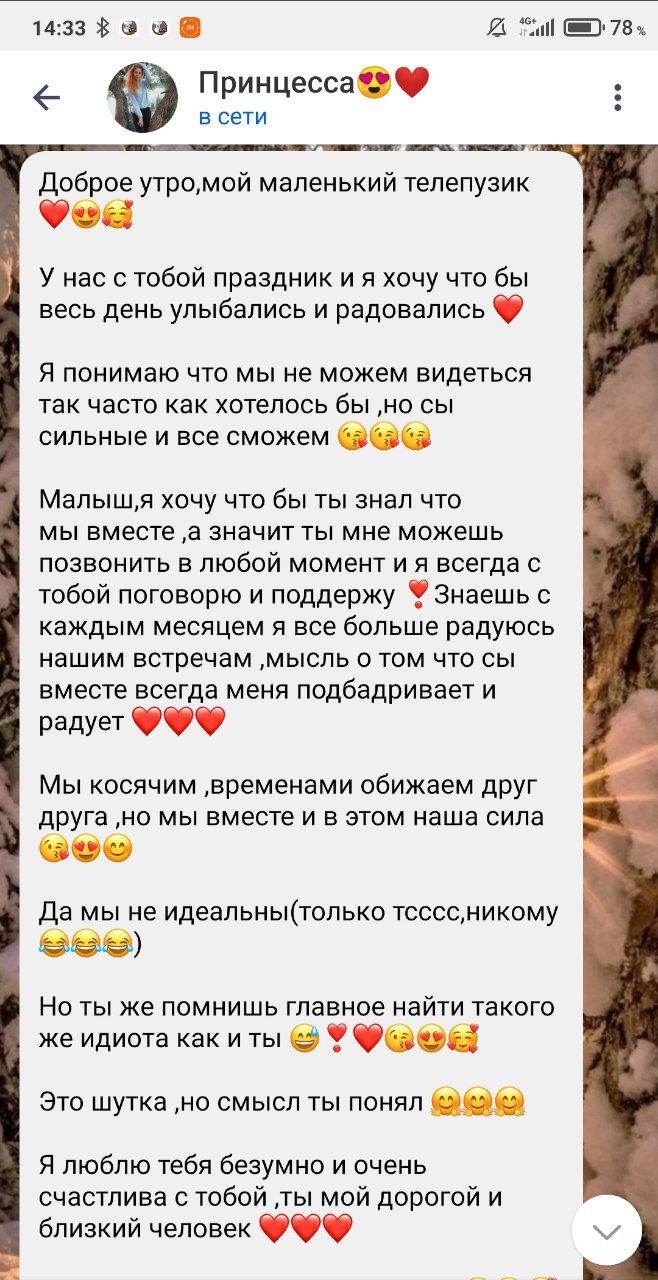 14:33 4G+ 78%
Принцесса😍❤️
в сети
Доброе утро,мой маленький телепузик
❤️😍🥰
У нас с тобой праздник и я хочу что бы
весь день улыбались и радовались ❤️
Я понимаю что мы не можем видеться
так часто как хотелось бы ,но сы
сильные и все сможем 😘😘😘
Малыш,я хочу что бы ты знал что
мы вместе ,а значит ты мне можешь
позвонить в любой момент и я всегда с
тобой поговорю и поддержу ❣️Знаешь с
каждым месяцем я все больше радуюсь
нашим встречам ,мысль о том что сы
вместе всегда меня подбадривает и
радует ❤️❤️❤️
Мы косячим ,временами обижаем друг
друга ,но мы вместе и в этом наша сила
😘😍😊
Да мы не идеальны(только тсссс,никому
😂😂😂)
Но ты же помнишь главное найти такого
же идиота как и ты 😅❣️❤️😘😍🥰
Это шутка ,но смысл ты понял 🤗🤗🤗
Я люблю тебя безумно и очень
счастлива с тобой ,ты мой дорогой и
близкий человек ❤️❤️❤️